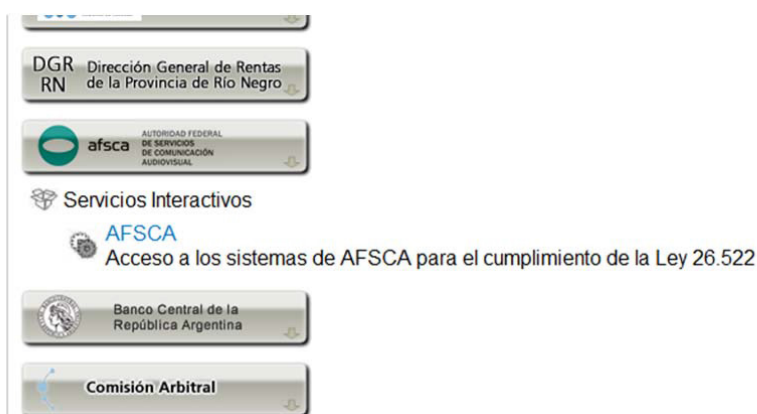 DGR RN Dirección General de Rentas
de la Provincia de Río Negro
afsca AUTORIDAD FEDERAL
DE SERVICIOS
DE COMUNICACIÓN
AUDIOVISUAL
Servicios Interactivos
AFSCA
Acceso a los sistemas de AFSCA para el cumplimiento de la Ley 26.522
Banco Central de la
República Argentina
Comisión Arbitral